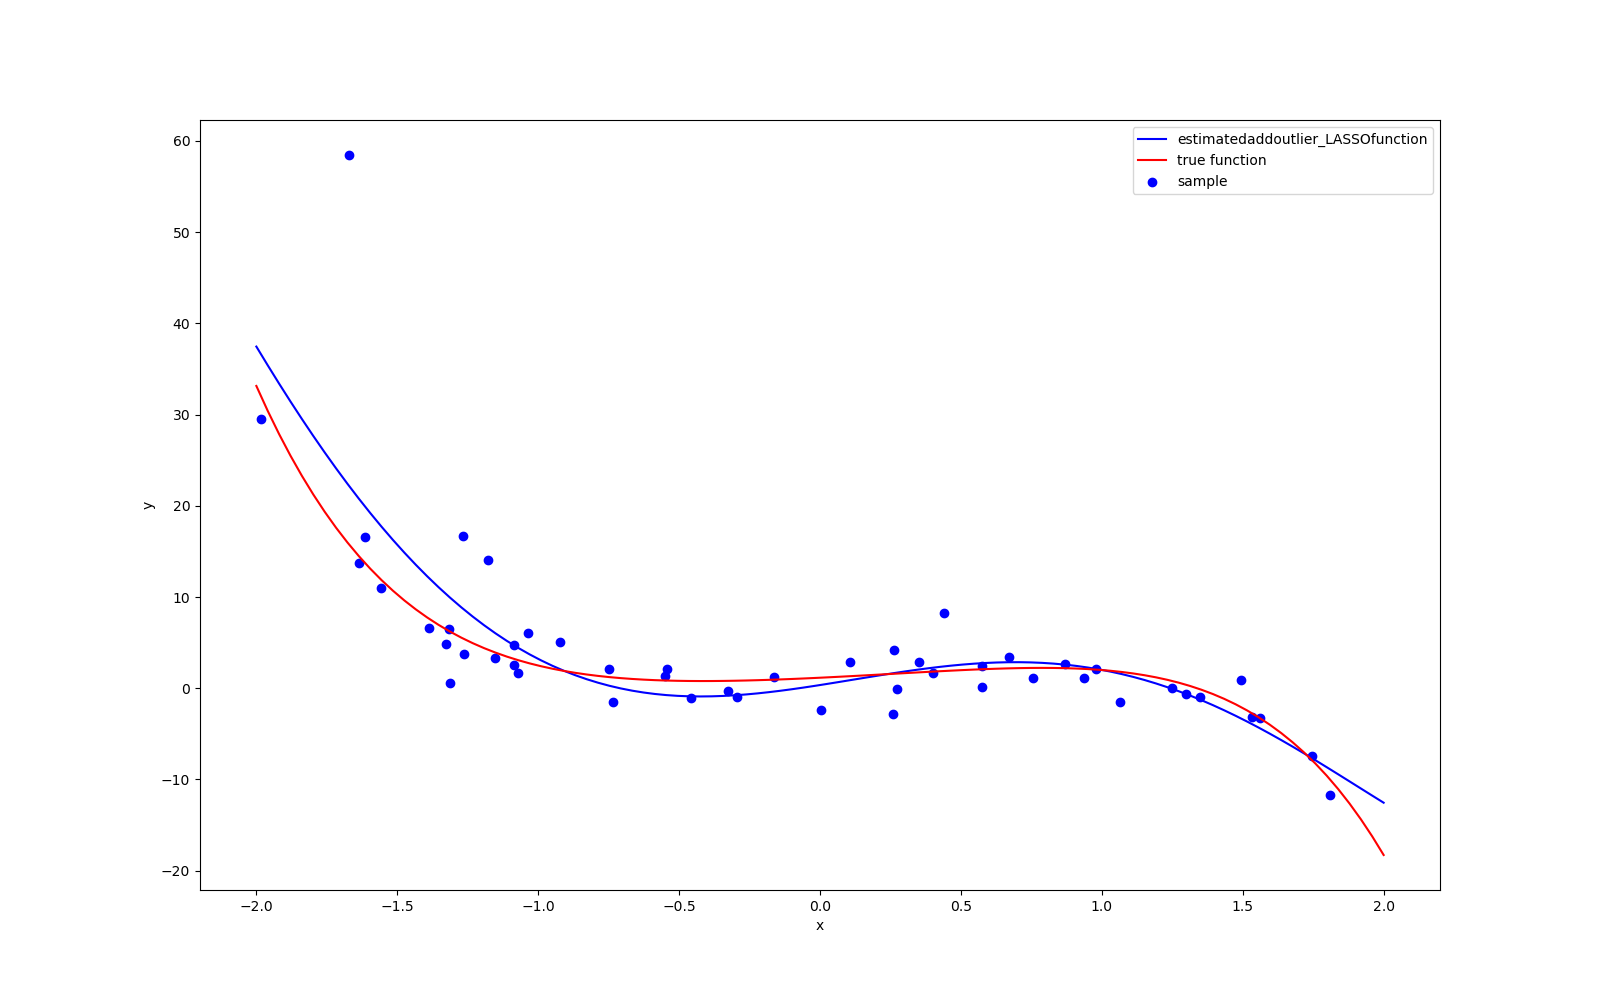 estimatedaddoutlier_LASSOfunction
true function
sample
60
50
40
30
20
10
0
−10
−20
y
−2.0 −1.5 −1.0 −0.5 0.0 0.5 1.0 1.5 2.0
x